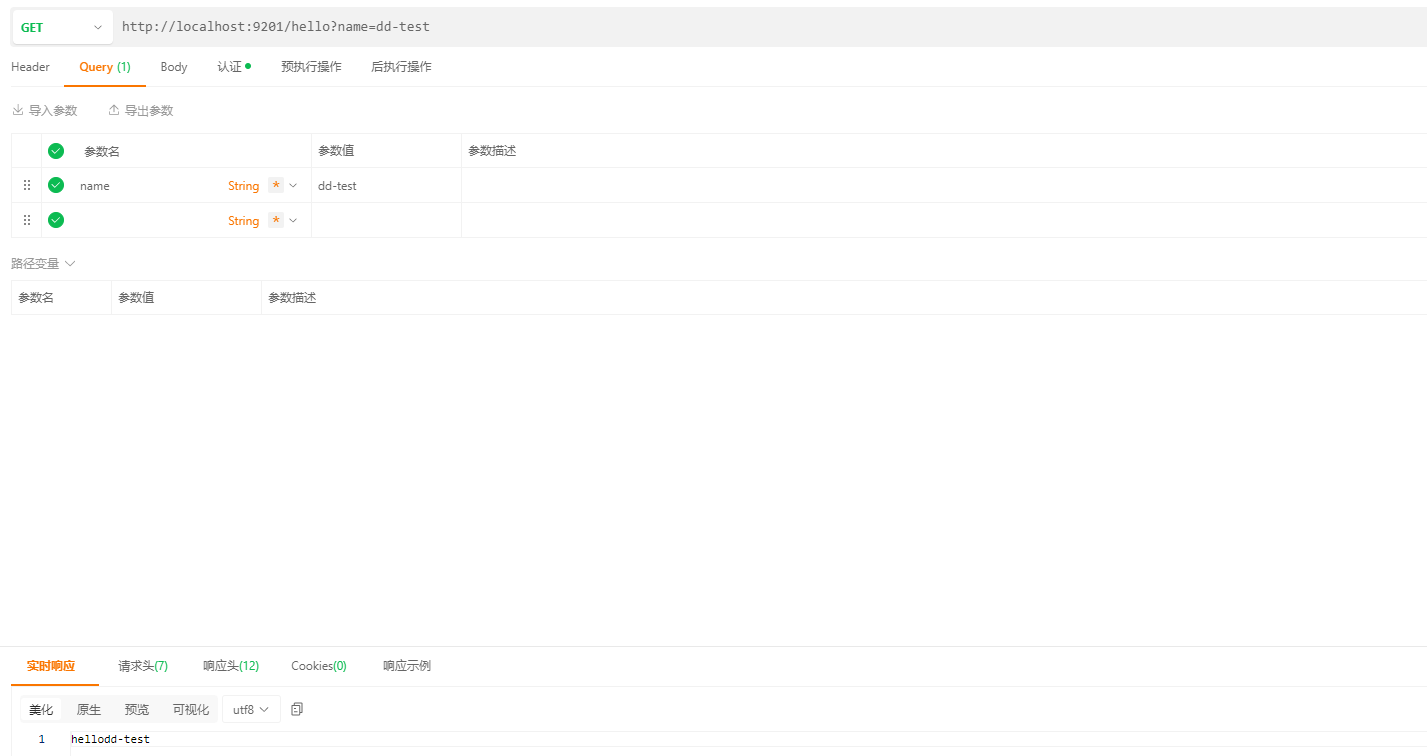 GET http://localhost:9201/hello?name=dd-test
Header Query (1) Body 认证 预执行操作 后执行操作
导入参数 导出参数
参数名 参数值 参数描述
name String * dd-test
String *
路径变量
参数名 参数值 参数描述
实时响应 请求头(7) 响应头(12) Cookies(0) 响应示例
美化 原生 预览 可视化 utf8
1 hellodd-test